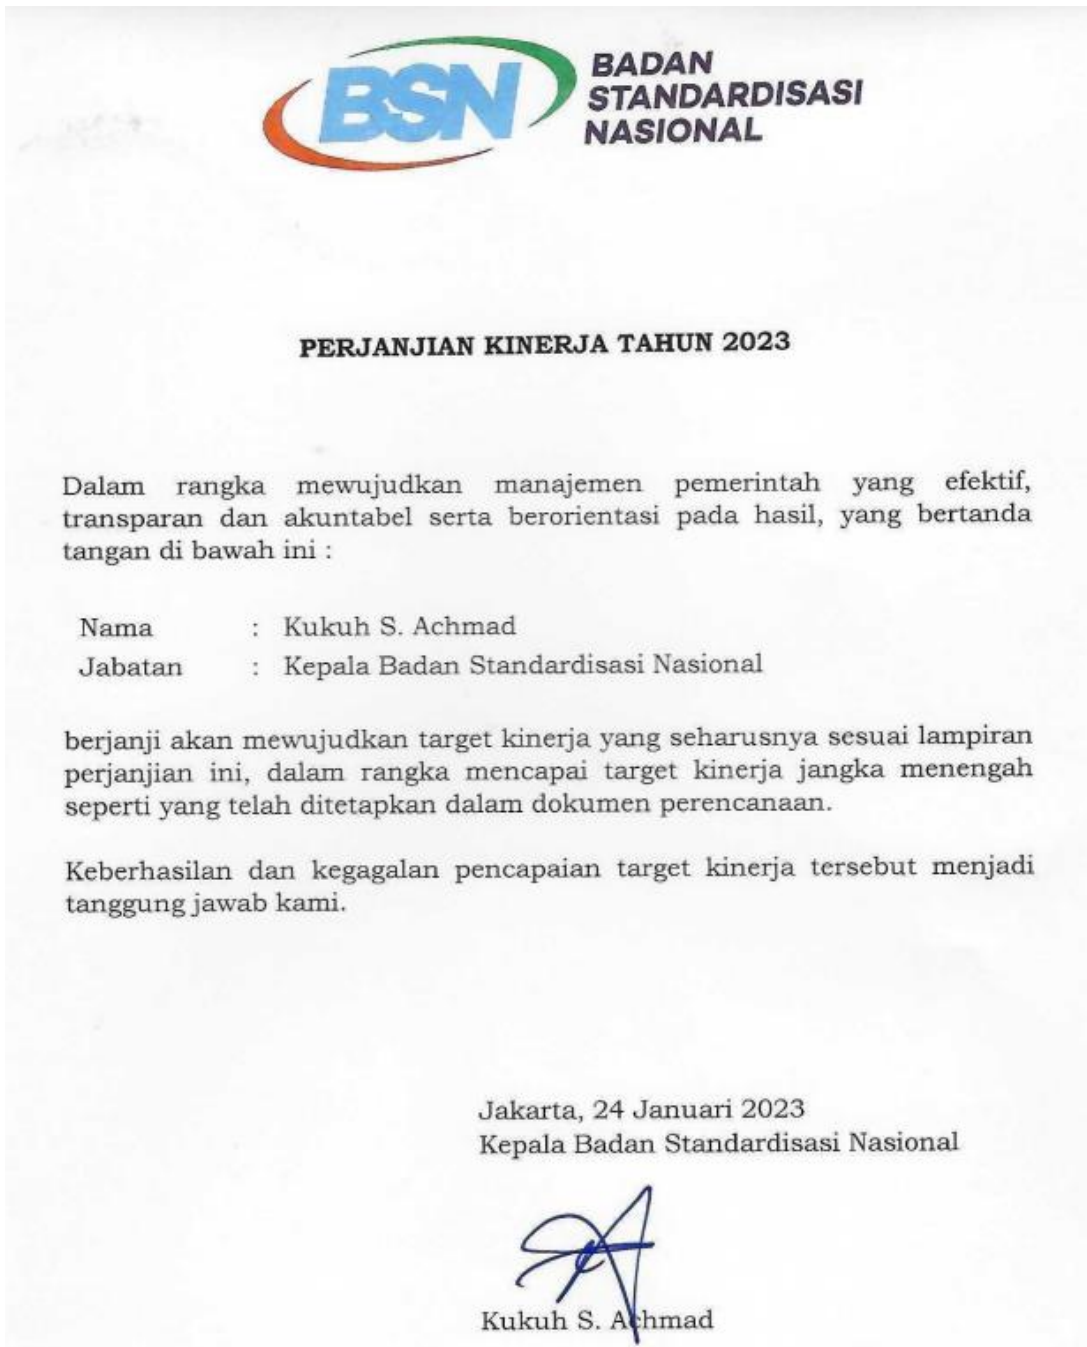 BSN
BADAN
STANDARDISASI
NASIONAL
PERJANJIAN KINERJA TAHUN 2023
Dalam rangka mewujudkan manajemen pemerintah yang efektif,
transparan dan akuntabel serta berorientasi pada hasil, yang bertanda
tangan di bawah ini :
Nama : Kukuh S. Achmad
Jabatan : Kepala Badan Standardisasi Nasional
berjanji akan mewujudkan target kinerja yang seharusnya sesuai lampiran
perjanjian ini, dalam rangka mencapai target kinerja jangka menengah
seperti yang telah ditetapkan dalam dokumen perencanaan.
Keberhasilan dan kegagalan pencapaian target kinerja tersebut menjadi
tanggung jawab kami.
Jakarta, 24 Januari 2023
Kepala Badan Standardisasi Nasional
Kukuh S. Achmad